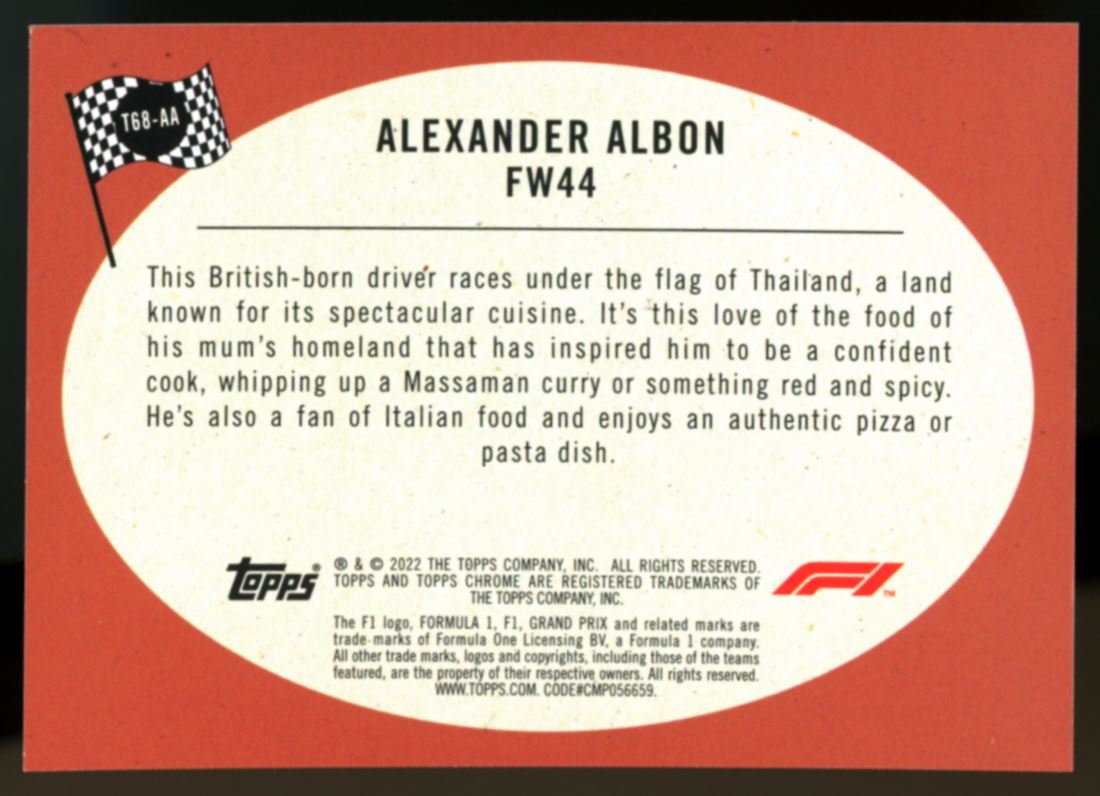 T68-AA
ALEXANDER ALBON
FW44
This British-born driver races under the flag of Thailand, a land
known for its spectacular cuisine. It's this love of the food of
his mum's homeland that has inspired him to be a confident
cook, whipping up a Massaman curry or something red and spicy.
He's also a fan of Italian food and enjoys an authentic pizza or
pasta dish.
topps®
® & © 2022 THE TOPPS COMPANY, INC. ALL RIGHTS RESERVED.
TOPPS AND TOPPS CHROME ARE REGISTERED TRADEMARKS OF
THE TOPPS COMPANY, INC.
F1™
The F1 logo, FORMULA 1, F1, GRAND PRIX and related marks are
trade marks of Formula One Licensing BV, a Formula 1 company.
All other trade marks, logos and copyrights, including those of the teams
featured, are the property of their respective owners. All rights reserved.
WWW.TOPPS.COM. CODE#CMP056659.